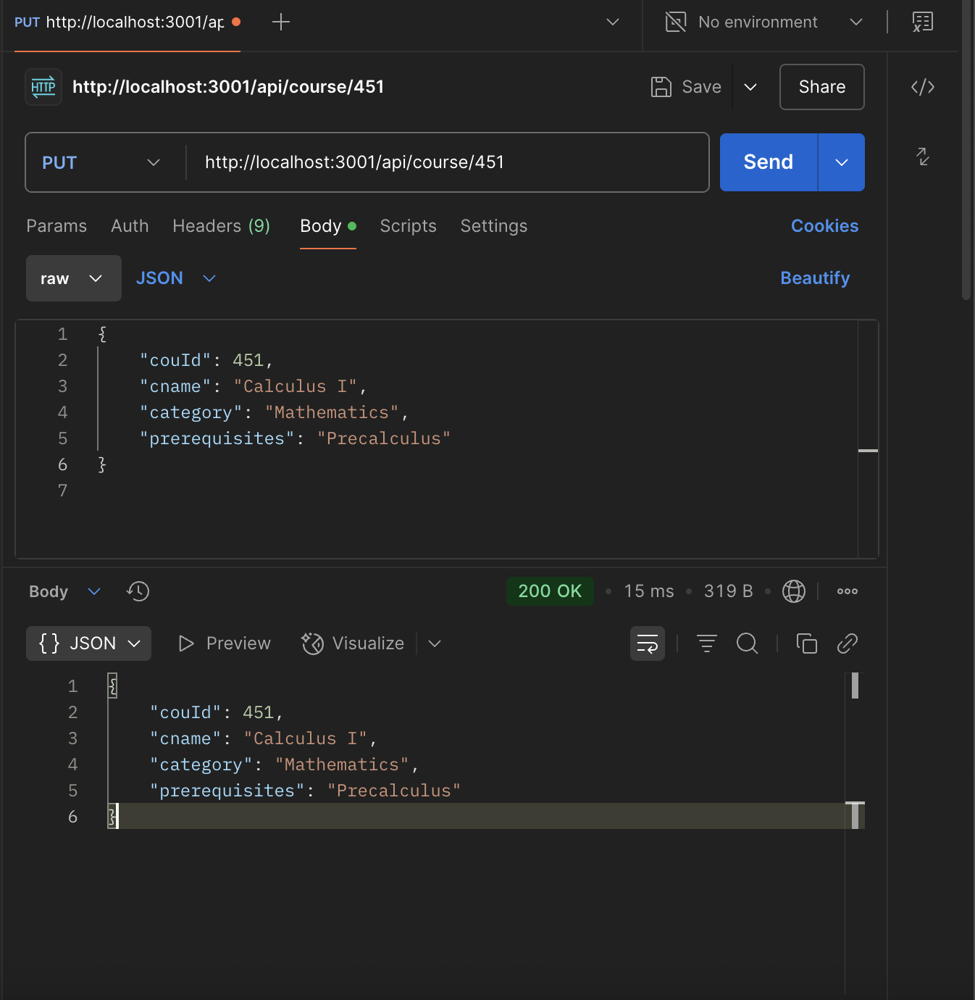 PUT http://localhost:3001/ap
No environment
HTTP http://localhost:3001/api/course/451
Save
Share
PUT http://localhost:3001/api/course/451
Send
Params Auth Headers (9) Body Scripts Settings Cookies
raw JSON Beautify
1 {
2 "couId": 451,
3 "cname": "Calculus I",
4 "category": "Mathematics",
5 "prerequisites": "Precalculus"
6 }
7
Body 200 OK • 15 ms • 319 B •
{ } JSON Preview Visualize
1 {
2 "couId": 451,
3 "cname": "Calculus I",
4 "category": "Mathematics",
5 "prerequisites": "Precalculus"
6 }